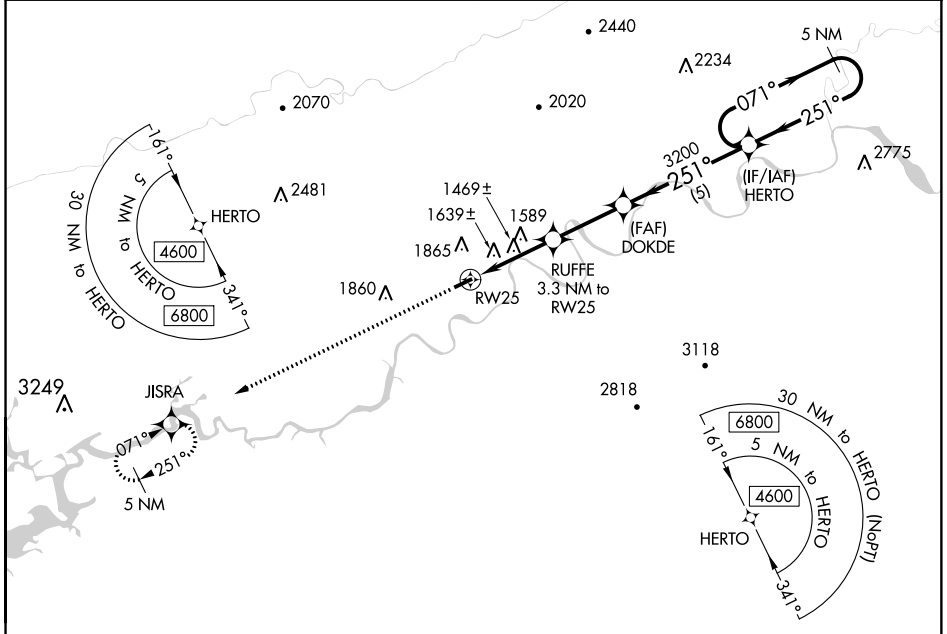 2440
5 NM
2234
071°
251°
2070
2020
3200
251°
(5)
(IF/IAF)
HERTO
2775
161°
5 NM to HERTO
30 NM to HERTO
HERTO
4600
6800
341°
2481
1469±
1639±
1589
1865
(FAF)
DOKDE
RUFFE
3.3 NM to
RW25
RW25
1860
3118
2818
3249
JISRA
071°
251°
5 NM
30 NM to HERTO (NoPT)
6800
161°
5 NM to HERTO
4600
HERTO
341°